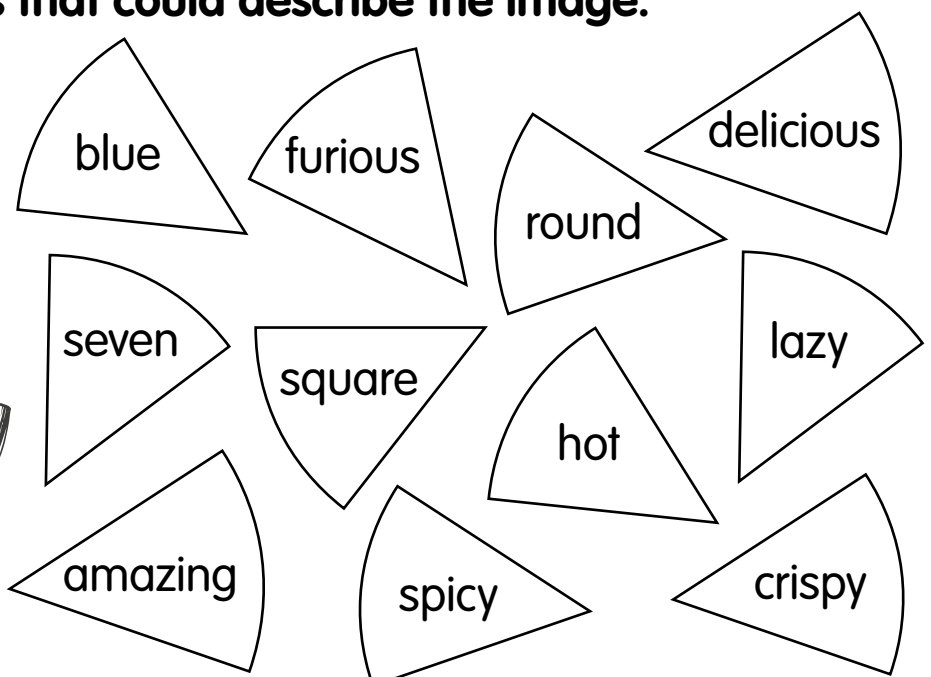 that could describe the image.
blue
furious
round
delicious
seven
square
hot
lazy
amazing
spicy
crispy